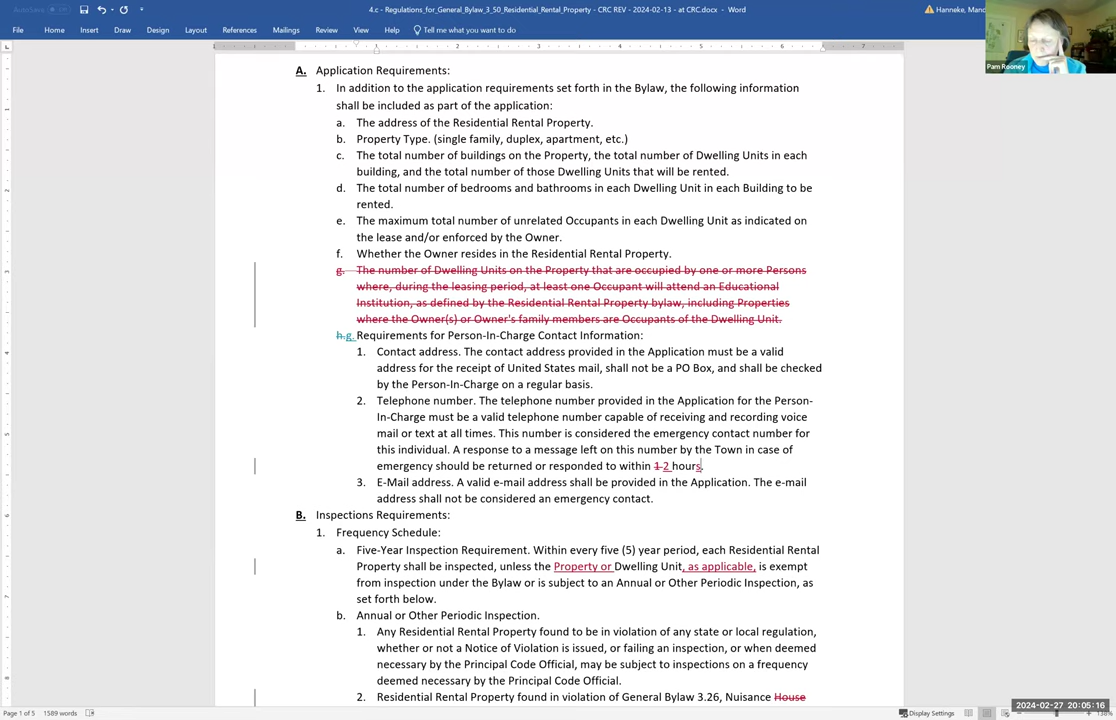 AutoSave Off
4.c - Regulations_for_General_Bylaw_3_50_Residential_Rental_Property - CRC REV - 2024-02-13 - at CRC.docx - Word
Hanneke, Mand
File Home Insert Draw Design Layout References Mailings Review View Help Tell me what you want to do
Pam Rooney
A. Application Requirements:
1. In addition to the application requirements set forth in the Bylaw, the following information
shall be included as part of the application:
a. The address of the Residential Rental Property.
b. Property Type. (single family, duplex, apartment, etc.)
c. The total number of buildings on the Property, the total number of Dwelling Units in each
building, and the total number of those Dwelling Units that will be rented.
d. The total number of bedrooms and bathrooms in each Dwelling Unit in each Building to be
rented.
e. The maximum total number of unrelated Occupants in each Dwelling Unit as indicated on
the lease and/or enforced by the Owner.
f. Whether the Owner resides in the Residential Rental Property.
g. The number of Dwelling Units on the Property that are occupied by one or more Persons
where, during the leasing period, at least one Occupant will attend an Educational
Institution, as defined by the Residential Rental Property bylaw, including Properties
where the Owner(s) or Owner's family members are Occupants of the Dwelling Unit.
h.g. Requirements for Person-In-Charge Contact Information:
1. Contact address. The contact address provided in the Application must be a valid
address for the receipt of United States mail, shall not be a PO Box, and shall be checked
by the Person-In-Charge on a regular basis.
2. Telephone number. The telephone number provided in the Application for the Person-
In-Charge must be a valid telephone number capable of receiving and recording voice
mail or text at all times. This number is considered the emergency contact number for
this individual. A response to a message left on this number by the Town in case of
emergency should be returned or responded to within 1 2 hours.
3. E-Mail address. A valid e-mail address shall be provided in the Application. The e-mail
address shall not be considered an emergency contact.
B. Inspections Requirements:
1. Frequency Schedule:
a. Five-Year Inspection Requirement. Within every five (5) year period, each Residential Rental
Property shall be inspected, unless the Property or Dwelling Unit, as applicable, is exempt
from inspection under the Bylaw or is subject to an Annual or Other Periodic Inspection, as
set forth below.
b. Annual or Other Periodic Inspection.
1. Any Residential Rental Property found to be in violation of any state or local regulation,
whether or not a Notice of Violation is issued, or failing an inspection, or when deemed
necessary by the Principal Code Official, may be subject to inspections on a frequency
deemed necessary by the Principal Code Official.
2. Residential Rental Property found in violation of General Bylaw 3.26, Nuisance House
2024-02-27 20:05:16
Page 1 of 5 1589 words
Display Settings